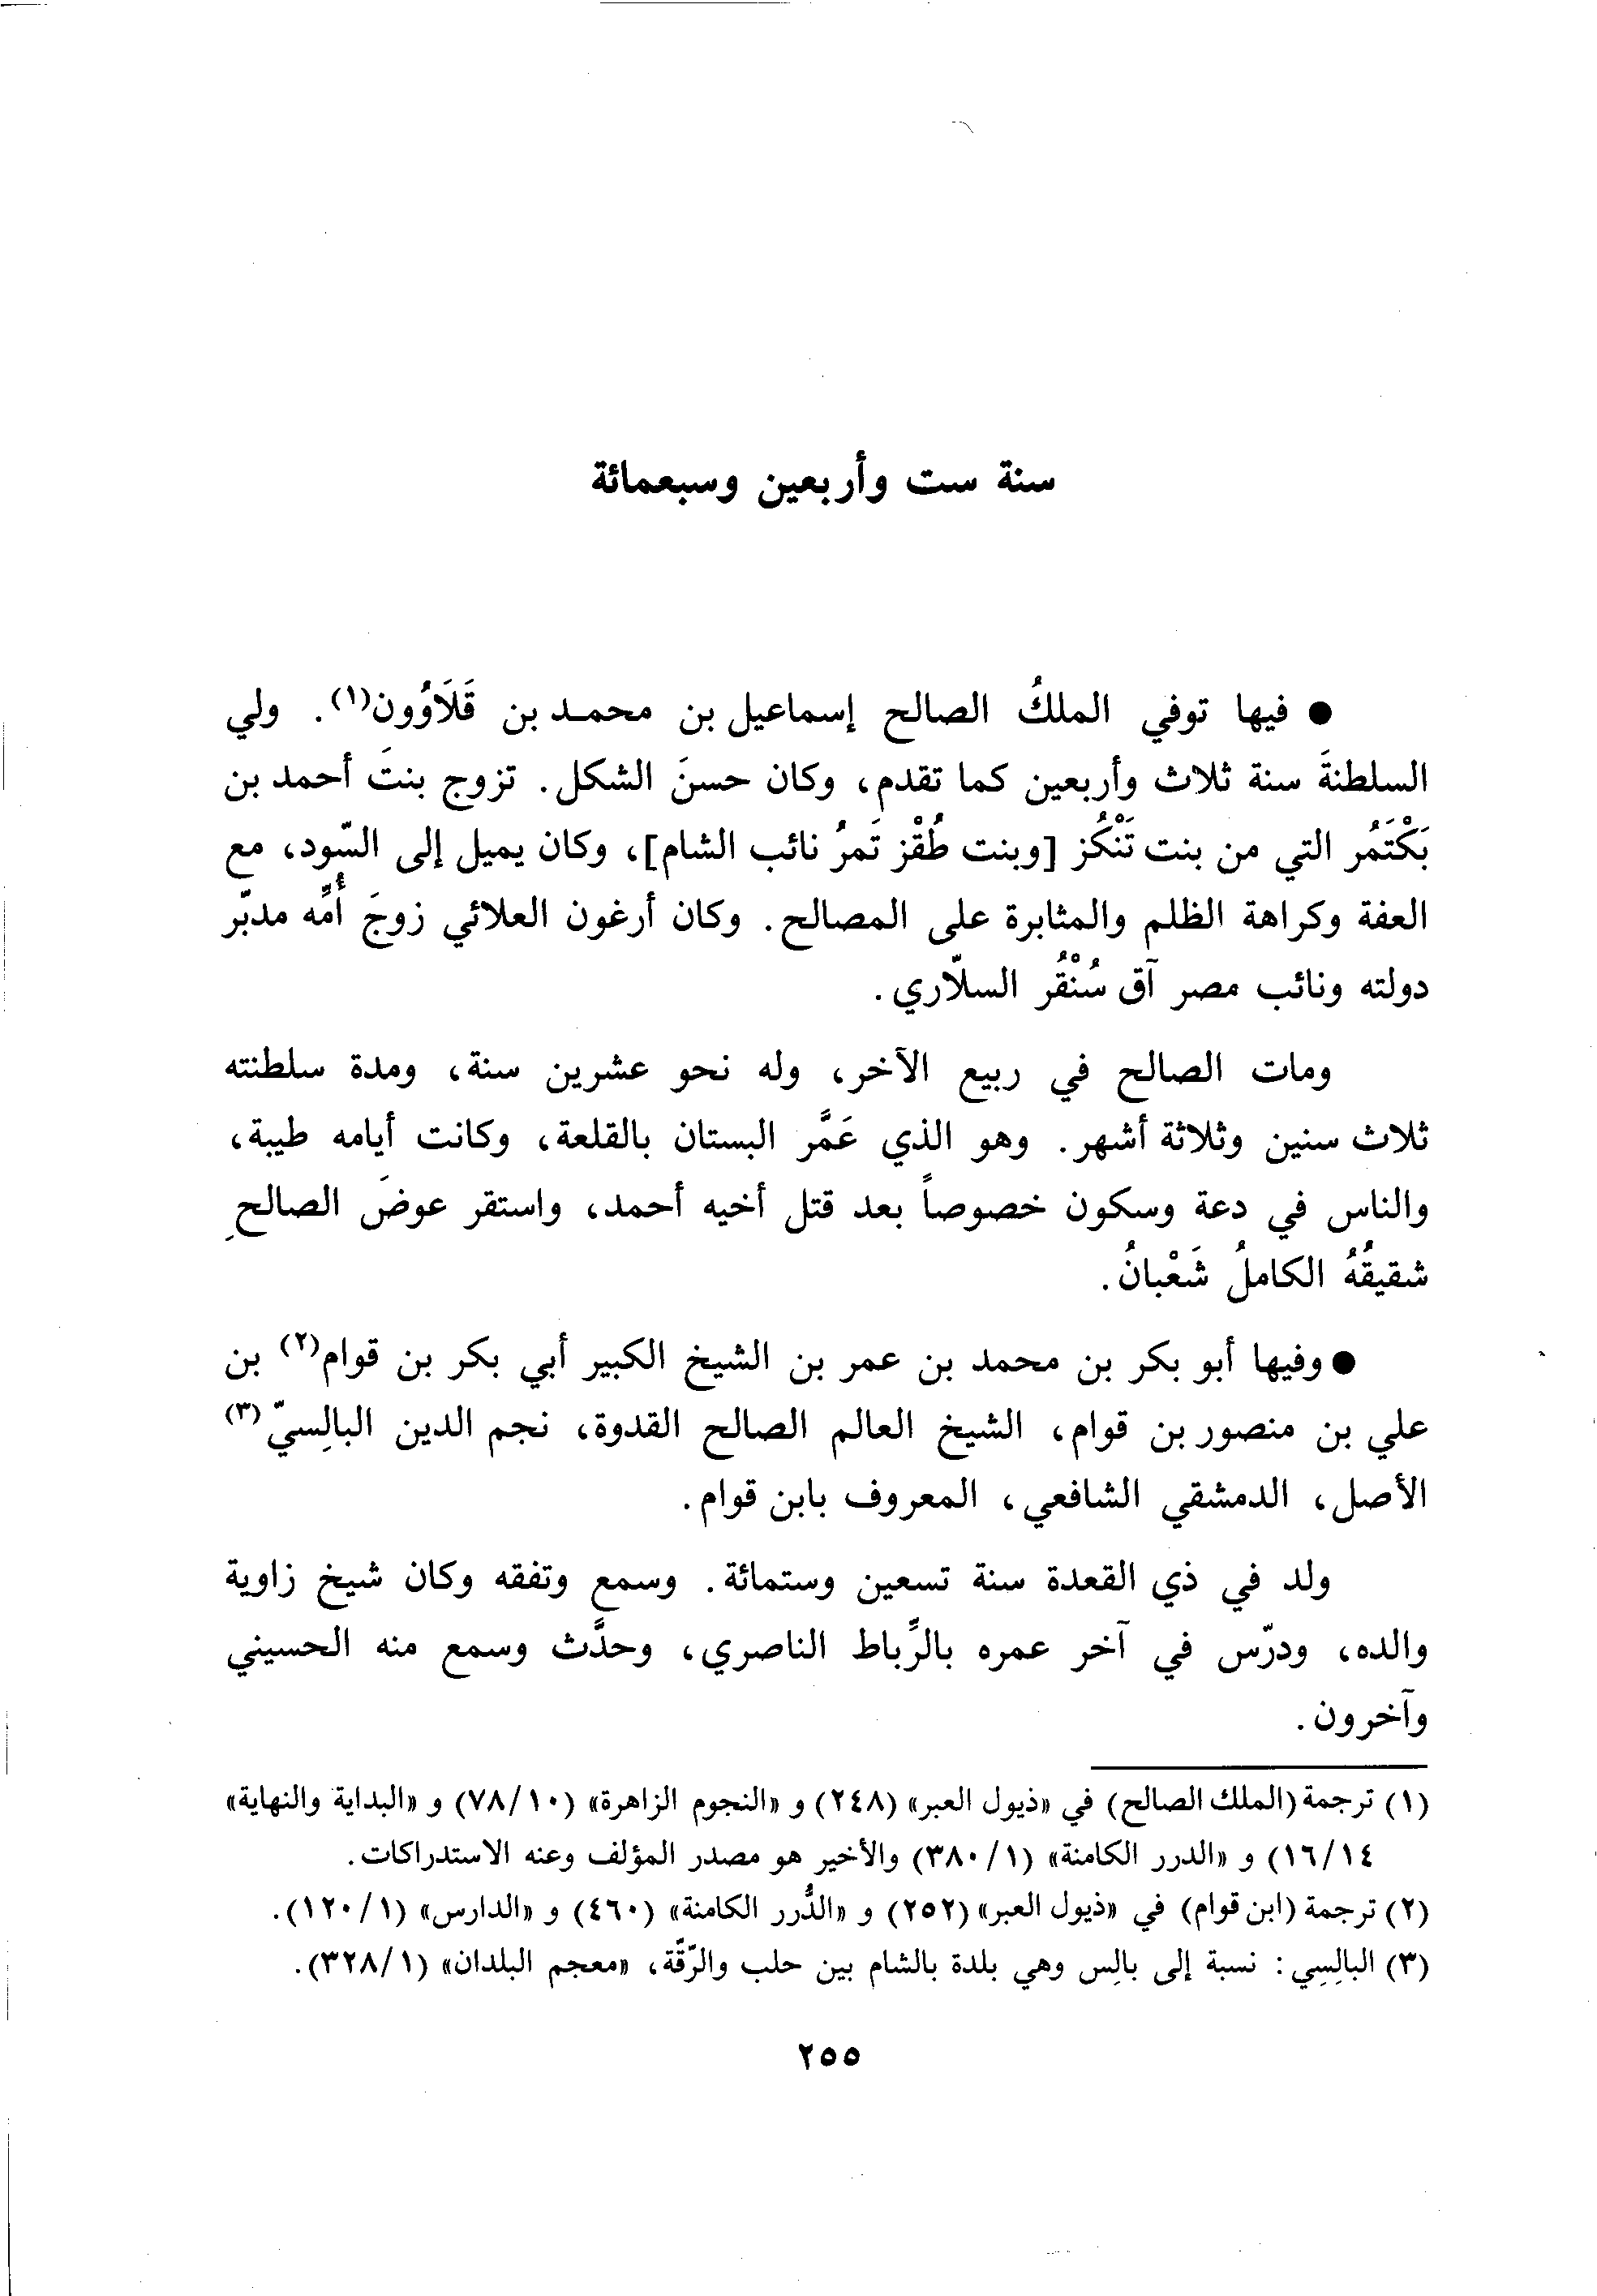 سنة ست وأربعين وسبعمائة
● فيها توفي الملكُ الصالح إسماعيل بن محمـد بن قَلَاوُون(١). ولي
السلطنةَ سنة ثلاث وأربعين كما تقدم، وكان حسنَ الشكل. تزوج بنتَ أحمد بن
بَكْتَمُر التي من بنت تَنْكُز [وبنت طُقْز تَمرُ نائب الشام]، وكان يميل إلى السّود، مع
العفة وكراهة الظلم والمثابرة على المصالح. وكان أرغون العلائي زوجَ أُمِّه مدبّر
دولته ونائب مصر آق سُنْقُر السلّاري.
ومات الصالح في ربيع الآخر، وله نحو عشرين سنة، ومدة سلطنته
ثلاث سنين وثلاثة أشهر. وهو الذي عَمَّر البستان بالقلعة، وكانت أيامه طيبة،
والناس في دعة وسكون خصوصاً بعد قتل أخيه أحمد، واستقر عوضَ الصالحِ
شقيقُهُ الكاملُ شَعْبانُ.
● وفيها أبو بكر بن محمد بن عمر بن الشيخ الكبير أبي بكر بن قوام(٢) بن
علي بن منصور بن قوام، الشيخ العالم الصالح القدوة، نجم الدين البالِسيّ(٣)
الأصل، الدمشقي الشافعي، المعروف بابن قوام.
ولد في ذي القعدة سنة تسعين وستمائة. وسمع وتفقه وكان شيخ زاوية
والده، ودرّس في آخر عمره بالرِّباط الناصري، وحدَّث وسمع منه الحسيني
وآخرون.
(١) ترجمة (الملك الصالح) في «ذيول العبر» (٢٤٨) و «النجوم الزاهرة» (٧٨/١٠) و «البداية والنهاية»
١٦/١٤) و «الدرر الكامنة» (٣٨٠/١) والأخير هو مصدر المؤلف وعنه الاستدراكات.
(٢) ترجمة (ابن قوام) في «ذيول العبر» (٢٥٢) و «الدُّرر الكامنة» (٤٦٠) و «الدارس» (١٢٠/١).
(٣) البالِسِي: نسبة إلى بالِس وهي بلدة بالشام بين حلب والرّقّة، «معجم البلدان» (٣٢٨/١).
٢٥٥